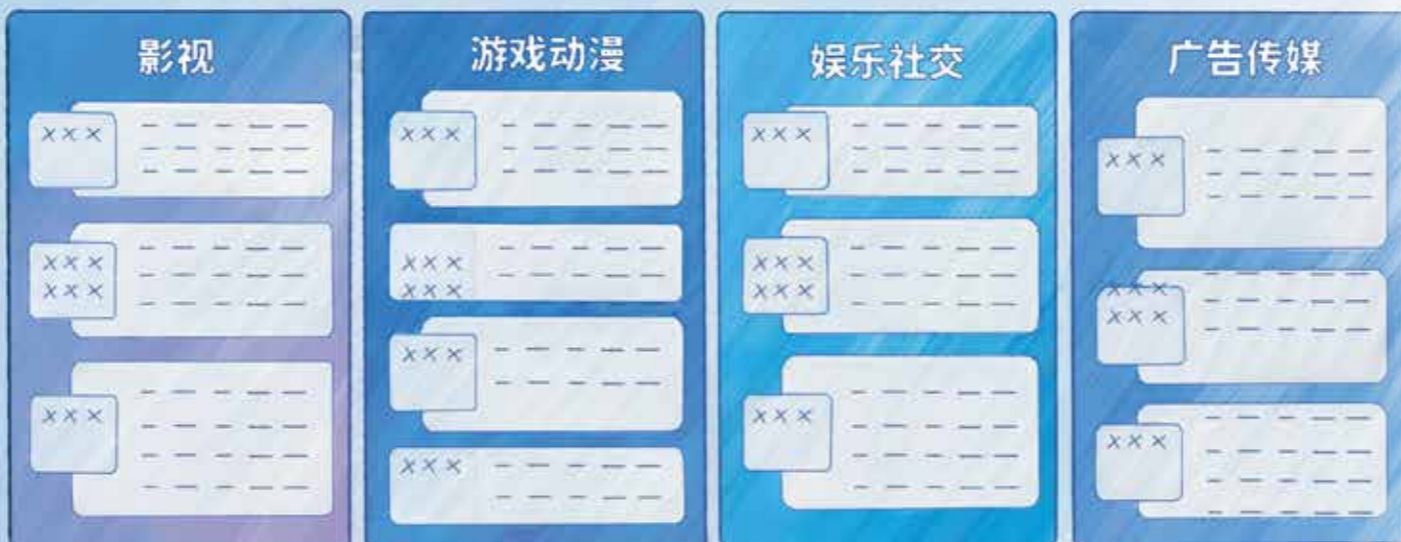 影视
×××
— — — — —
— — — — —
— — — — —
×××
×××
— — — — —
— — — — —
— — — — —
×××
— — — — —
— — — — —
— — — — —
— — — — —
游戏动漫
×××
— — — — —
— — — — —
— — — — —
×××
×××
— — — — —
— — — — —
×××
— — — — —
— — — — —
×××
— — — — —
— — — — —
娱乐社交
×××
— — — — —
— — — — —
— — — — —
×××
×××
— — — — —
— — — — —
— — — — —
×××
— — — — —
— — — — —
— — — — —
— — — — —
广告传媒
×××
— — — — —
— — — — —
— — — — —
×××
×××
— — — — —
— — — — —
— — — — —
×××
— — — — —
— — — — —
— — — — —
— — — — —